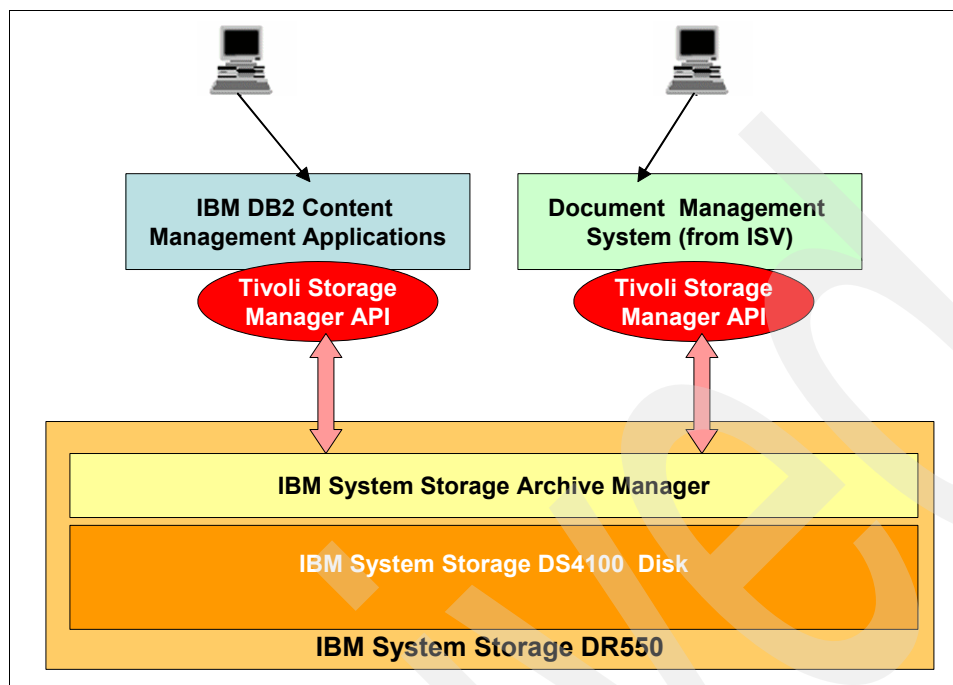 IBM DB2 Content
Management Applications
Document Management
System (from ISV)
Tivoli Storage
Manager API
Tivoli Storage
Manager API
IBM System Storage Archive Manager
IBM System Storage DS4100 Disk
IBM System Storage DR550